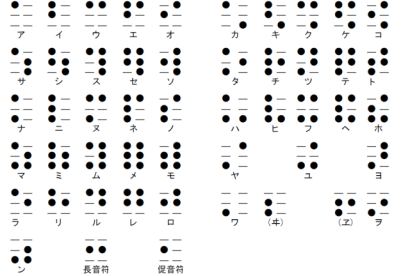 ア イ ウ エ オ カ キ ク ケ コ
サ シ ス セ ソ タ チ ツ テ ト
ナ ニ ヌ ネ ノ ハ ヒ フ ヘ ホ
マ ミ ム メ モ ヤ ユ ヨ
ラ リ ル レ ロ ワ (ヰ) (ヱ) ヲ
ン 長音符 促音符